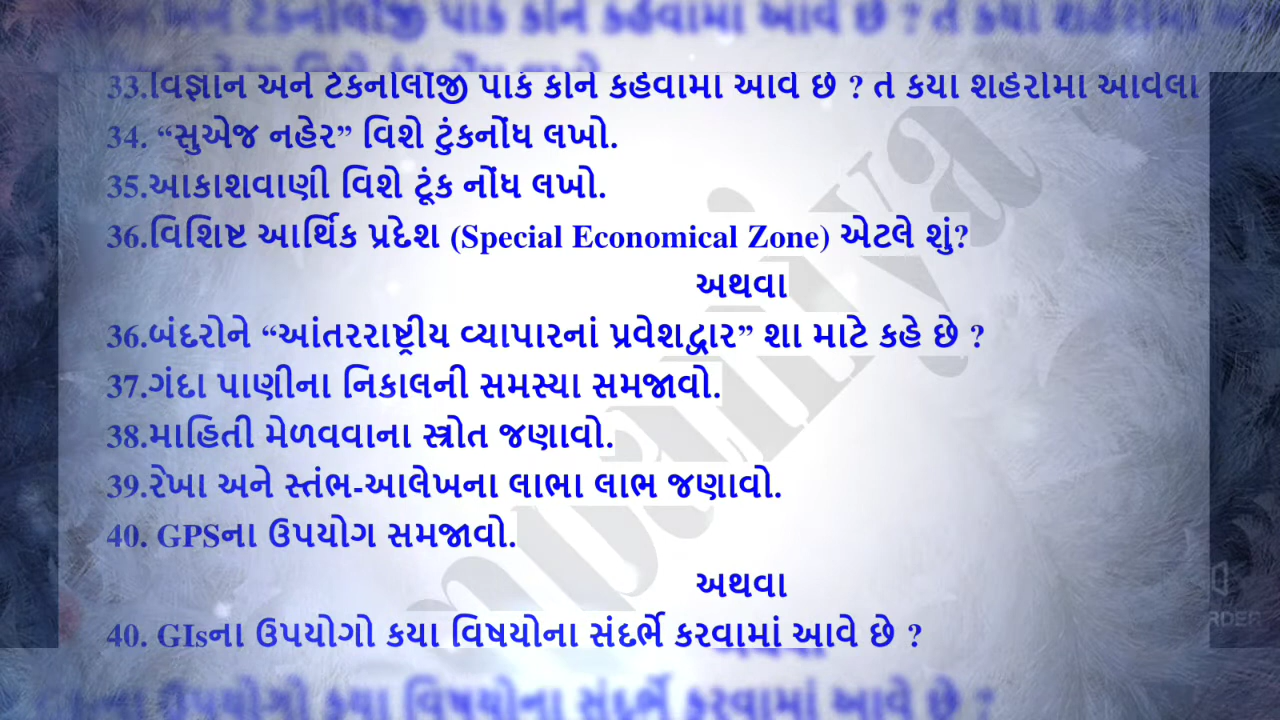 33.વિજ્ઞાન અને ટેકનોલોજી પાર્ક કોને કહેવામાં આવે છે ? તે કયા શહેરોમાં આવેલા
34. “સુએજ નહેર” વિશે ટુંકનોંધ લખો.
35.આકાશવાણી વિશે ટૂંક નોંધ લખો.
36.વિશિષ્ટ આર્થિક પ્રદેશ (Special Economical Zone) એટલે શું?
અથવા
36.બંદરોને “આંતરરાષ્ટ્રીય વ્યાપારનાં પ્રવેશદ્વાર” શા માટે કહે છે ?
37.ગંદા પાણીના નિકાલની સમસ્યા સમજાવો.
38.માહિતી મેળવવાના સ્ત્રોત જણાવો.
39.રેખા અને સ્તંભ-આલેખના લાભા લાભ જણાવો.
40. GPSના ઉપયોગ સમજાવો.
અથવા
40. GIsના ઉપયોગો કયા વિષયોના સંદર્ભે કરવામાં આવે છે ?